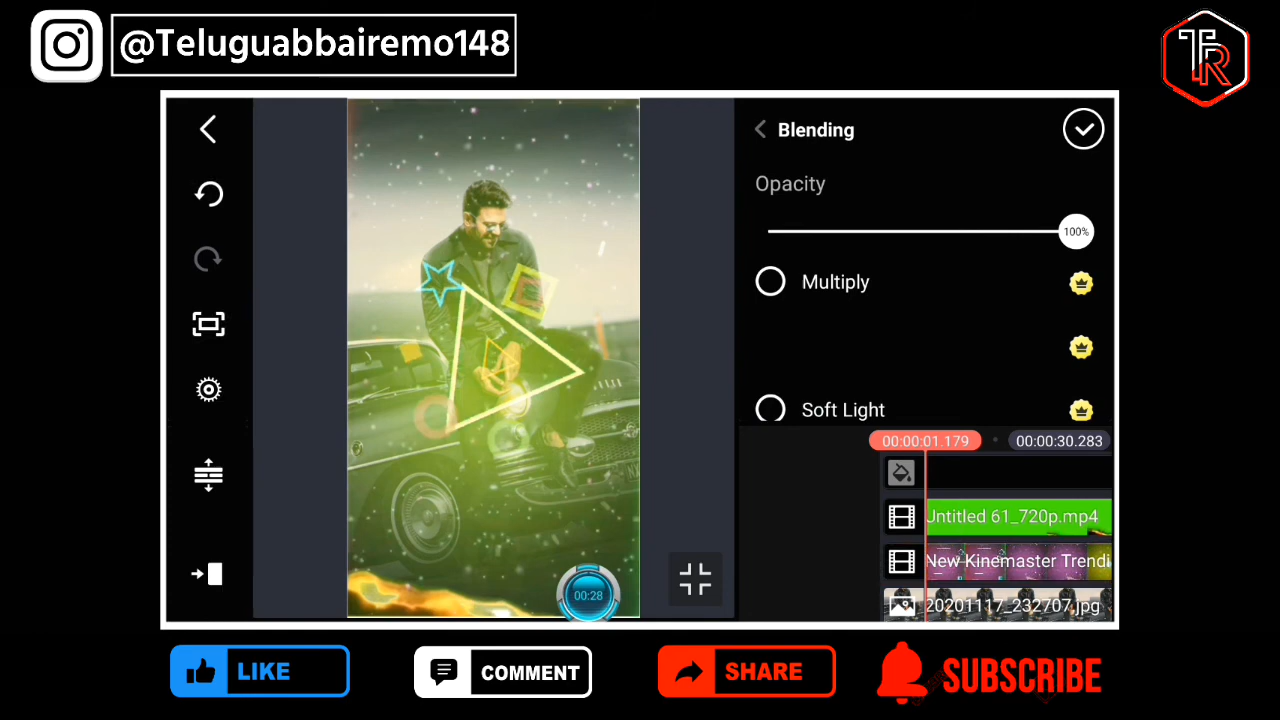 @Teluguabbairemo148
TR
Blending
Opacity
100%
Multiply
Soft Light
00:00:01.179
00:00:30.283
Untitled 61_720p.mp4
New Kinemaster Trendi
20201117_232707.jpg
00:28
LIKE
COMMENT
SHARE
SUBSCRIBE